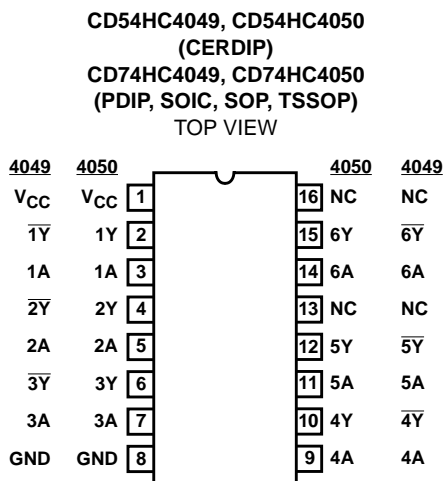 CD54HC4049, CD54HC4050
(CERDIP)
CD74HC4049, CD74HC4050
(PDIP, SOIC, SOP, TSSOP)
TOP VIEW
4049 4050 4050 4049
VCC VCC 1 16 NC NC
1Y̅ 1Y 2 15 6Y 6Y̅
1A 1A 3 14 6A 6A
2Y̅ 2Y 4 13 NC NC
2A 2A 5 12 5Y 5Y̅
3Y̅ 3Y 6 11 5A 5A
3A 3A 7 10 4Y 4Y̅
GND GND 8 9 4A 4A